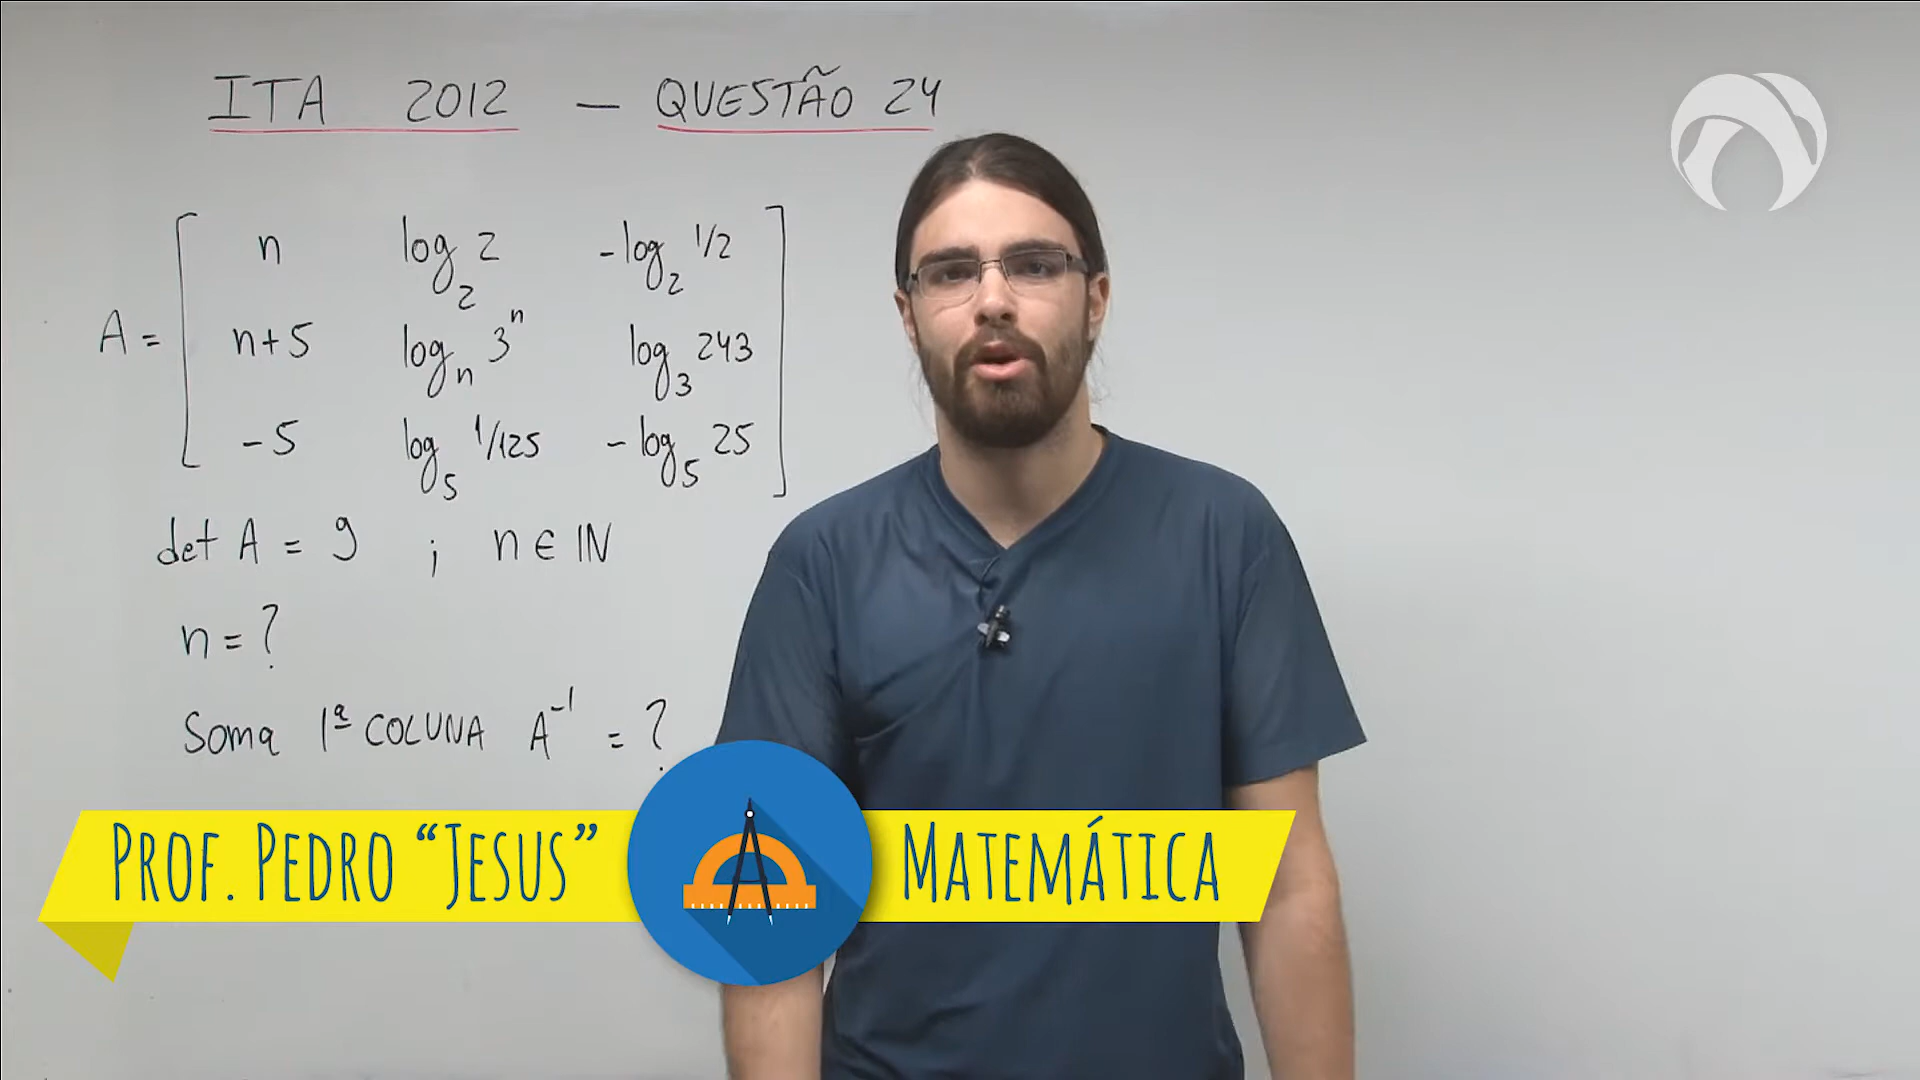 ITA 2012 — QUESTÃO 24
n log₂ 2 -log₂ 1/2
A = n+5 logₙ 3ⁿ log₃ 243
-5 log₅ 1/125 -log₅ 25
det A = 9 ; n ∈ IN
n = ?
Soma 1ª COLUNA A⁻¹ = ?
PROF. PEDRO “JESUS” MATEMÁTICA